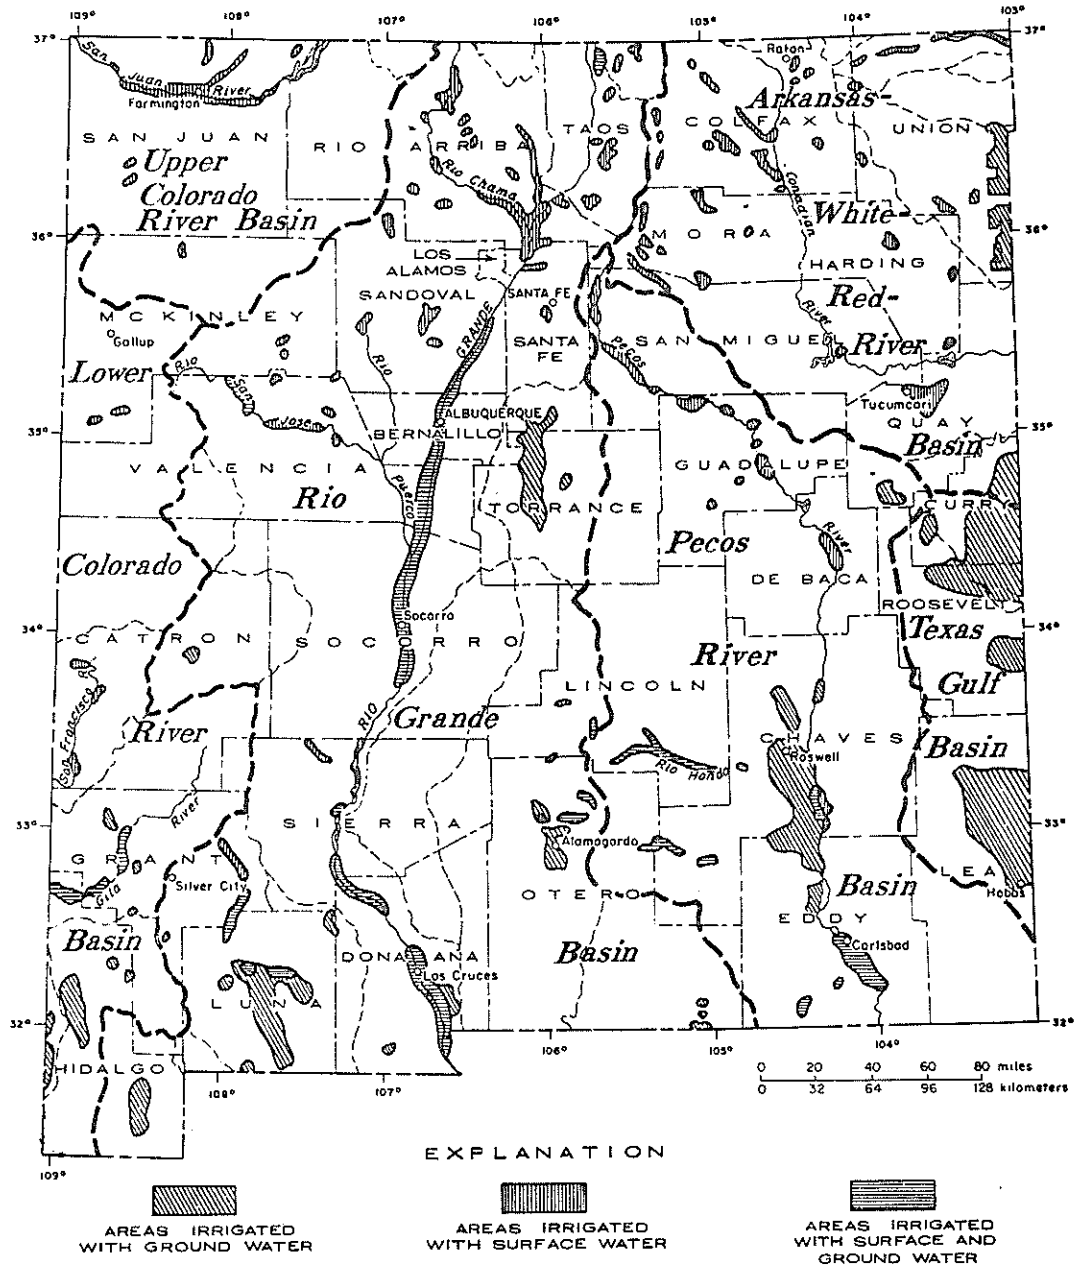 109°
108°
107°
106°
105°
104°
103°
37°
37°
San
Juan
River
Farmington
SAN JUAN
Upper
Colorado
River Basin
RIO ARRIBA
Rio Chama
TAOS
Raton
Arkansas-
COLFAX
UNION
Canadian
White-
36°
36°
MORA
HARDING
LOS
ALAMOS
SANDOVAL
SANTA FE
MCKINLEY
Gallup
Red-
SANTA
FE
SAN MIGUEL
River
River
GRANDE
Pecos
Lower
Rio
San
Jose
Rio
Puerco
Tucumcari
QUAY
ALBUQUERQUE
BERNALILLO
35°
35°
Basin
VALENCIA
GUADALUPE
Rio
TORRANCE
CURRY
Pecos
River
Colorado
DE BACA
ROOSEVELT
Socorro
34°
34°
CATRON
SOCORRO
Texas
River
LINCOLN
Gulf
San Francisco R
RIO
Grande
River
CHAVES
Basin
Roswell
Rio Hondo
River
33°
33°
SIERRA
Alamogordo
GRANT
Silver City
Gila
LEA
Hobbs
OTERO
Basin
EDDY
Basin
DONA ANA
Basin
Carlsbad
Las Cruces
LUNA
32°
32°
HIDALGO
108°
107°
106°
105°
104°
109°
0 20 40 60 80 miles
0 32 64 96 128 kilometers
EXPLANATION
AREAS IRRIGATED
WITH GROUND WATER
AREAS IRRIGATED
WITH SURFACE WATER
AREAS IRRIGATED
WITH SURFACE AND
GROUND WATER